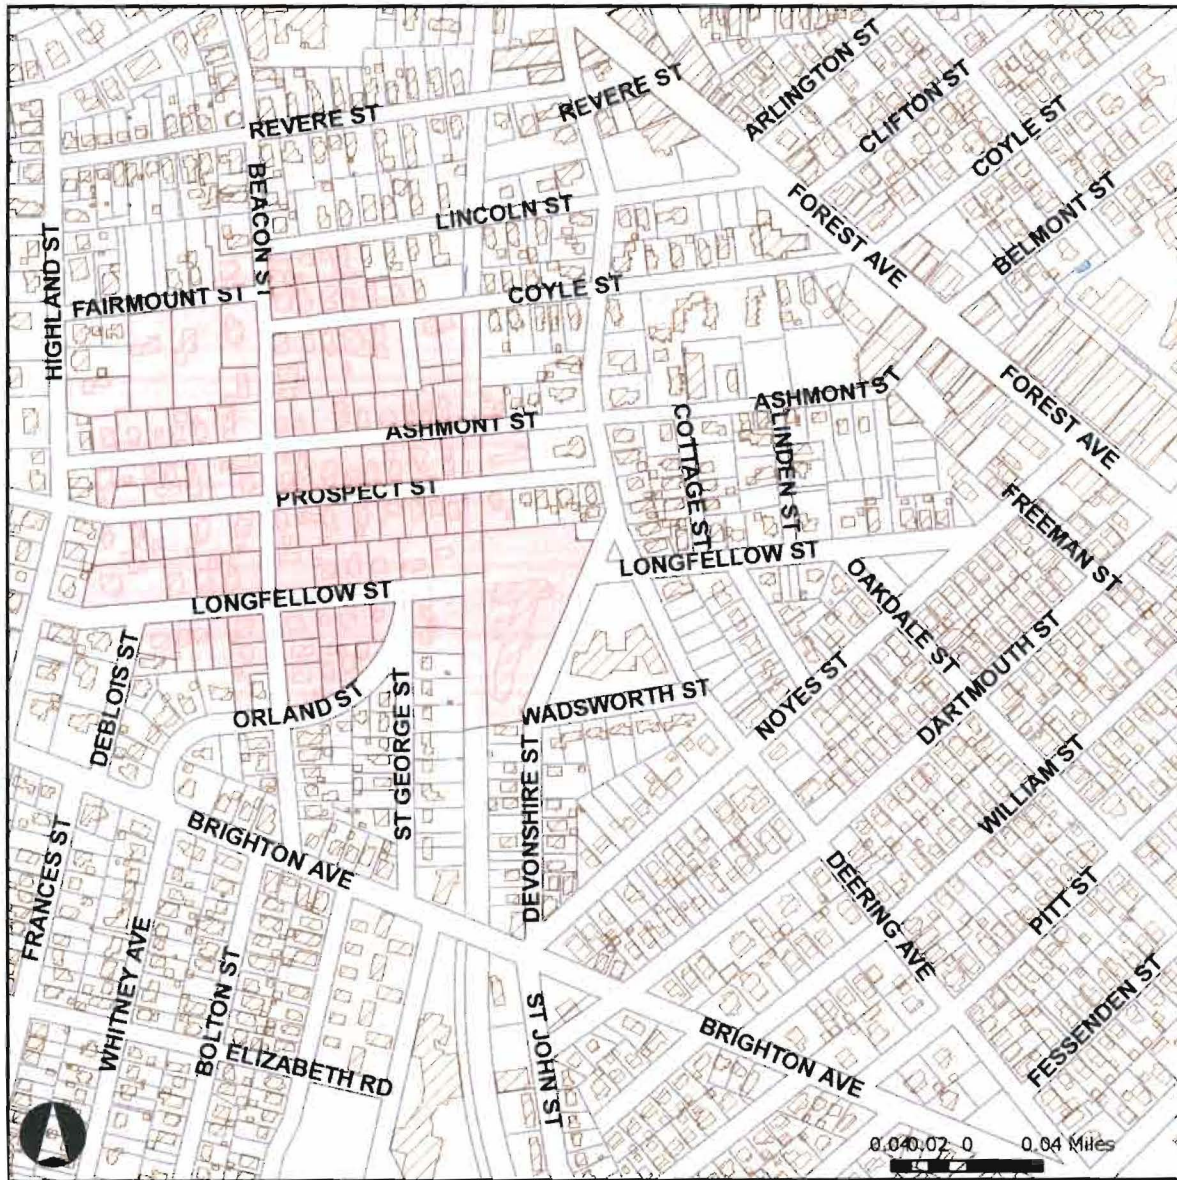 ARLINGTON ST
REVERE ST
REVERE ST
CLIFTON ST
COYLE ST
BEACON ST
LINCOLN ST
FOREST AVE
BELMONT ST
HIGHLAND ST
FAIRMOUNT ST
COYLE ST
ASHMONT ST
FOREST AVE
ASHMONT ST
COTTAGE ST
LINDEN ST
PROSPECT ST
FREEMAN ST
LONGFELLOW ST
LONGFELLOW ST
OAKDALE ST
DEBLOIS ST
DARTMOUTH ST
NOYES ST
ORLAND ST
WADSWORTH ST
ST GEORGE ST
DEVONSHIRE ST
WILLIAM ST
FRANCES ST
BRIGHTON AVE
DEERING AVE
PITT ST
WHITNEY AVE
BOLTON ST
FESSENDEN ST
ELIZABETH RD
ST JOHN ST
BRIGHTON AVE
0.04 0.02 0 0.04 Miles